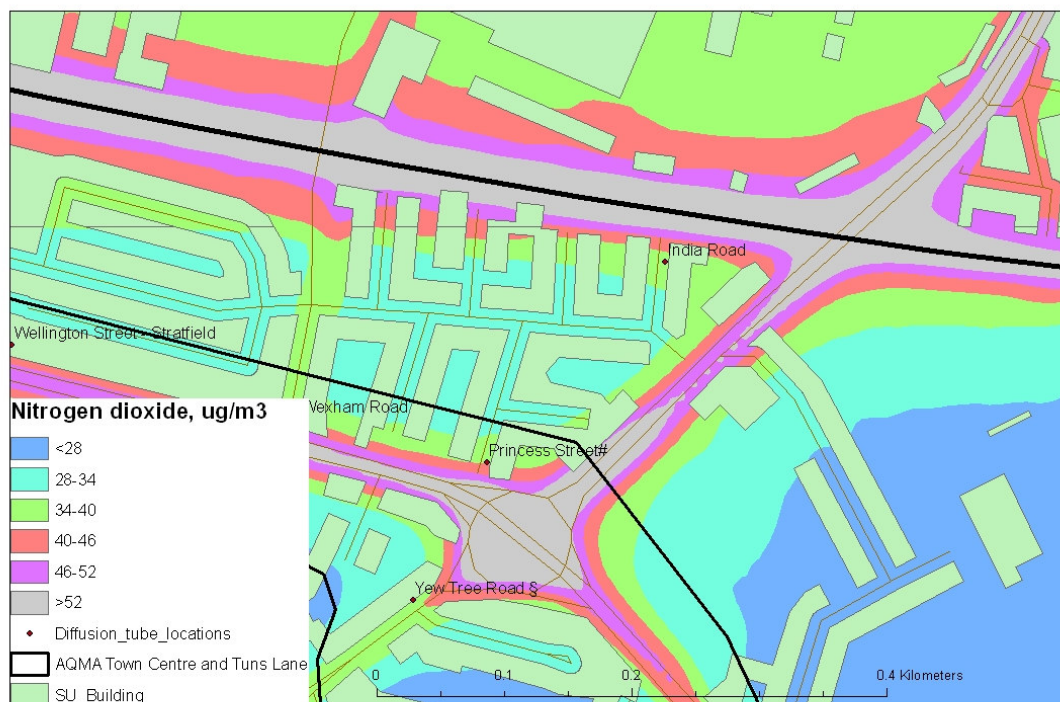 India Road
Wellington Street - Stratfield
Wexham Road
Princess Street#
Yew Tree Road §
Nitrogen dioxide, ug/m3
<28
28-34
34-40
40-46
46-52
>52
Diffusion_tube_locations
AQMA Town Centre and Tuns Lane
SU_Building
0 0.1 0.2 0.4 Kilometers